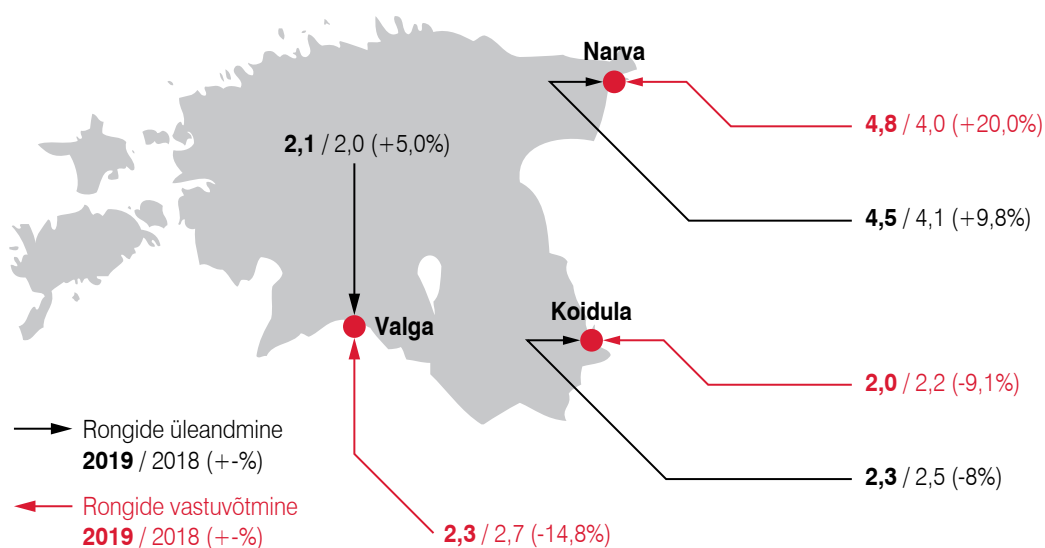 Narva
4,8 / 4,0 (+20,0%)
2,1 / 2,0 (+5,0%)
4,5 / 4,1 (+9,8%)
Koidula
Valga
2,0 / 2,2 (-9,1%)
Rongide üleandmine
2019 / 2018 (+-%)
2,3 / 2,5 (-8%)
Rongide vastuvõtmine
2019 / 2018 (+-%)
2,3 / 2,7 (-14,8%)